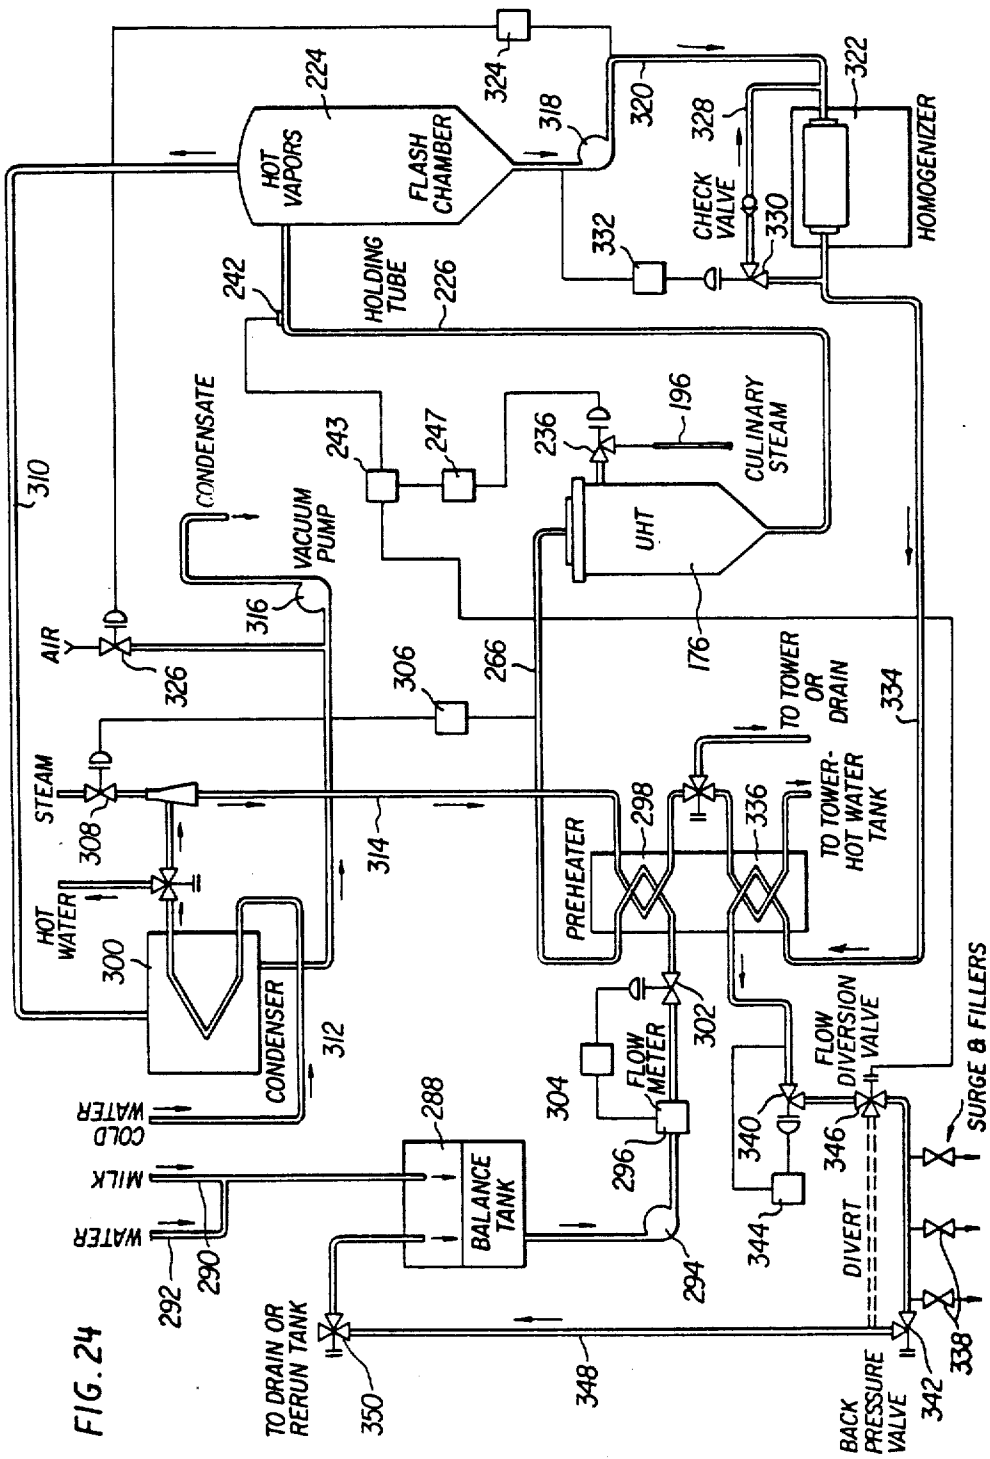 FIG. 24
324
224
HOT
VAPORS
FLASH
CHAMBER
318
320
328
322
HOMOGENIZER
CHECK
VALVE
330
332
HOLDING
TUBE
242
226
310
CONDENSATE
VACUUM
PUMP
316
AIR
326
243
247
236
196
CULINARY
STEAM
UHT
176
266
306
STEAM
308
314
HOT
WATER
300
CONDENSER
312
COLD
WATER
PREHEATER
298
336
TO TOWER
OR
DRAIN
TO TOWER-
HOT WATER
TANK
334
MILK
WATER
292
290
288
BALANCE
TANK
294
296
FLOW
METER
304
302
340
344
346
FLOW
DIVERSION
VALVE
DIVERT
SURGE & FILLERS
338
342
BACK
PRESSURE
VALVE
348
350
TO DRAIN OR
RERUN TANK